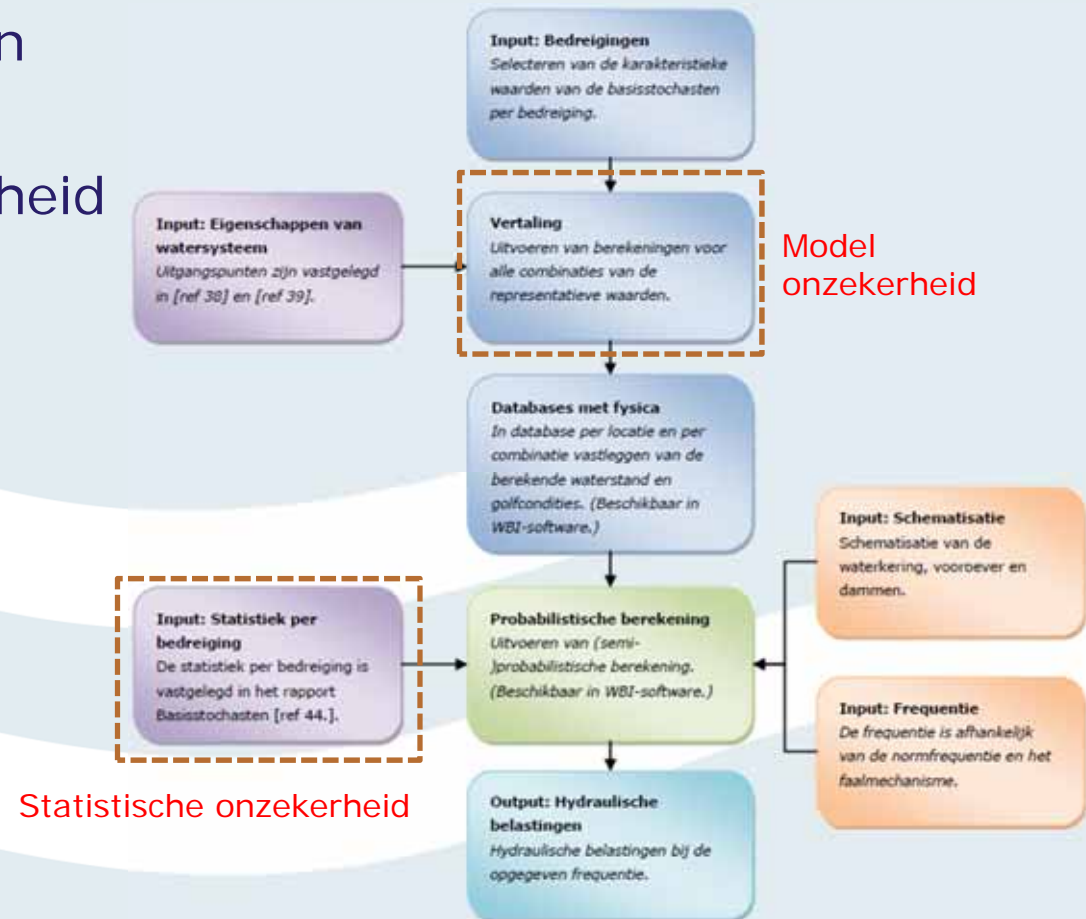 n
heid
Input: Bedreigingen
Selecteren van de karakteristieke
waarden van de basisstochasten
per bedreiging.
Input: Eigenschappen van
watersysteem
Uitgangspunten zijn vastgelegd
in [ref 38] en [ref 39].
Vertaling
Uitvoeren van berekeningen voor
alle combinaties van de
representatieve waarden.
Model
onzekerheid
Databases met fysica
In database per locatie en per
combinatie vastleggen van de
berekende waterstand en
golfcondities. (Beschikbaar in
WBI-software.)
Input: Schematisatie
Schematisatie van de
waterkering, vooroever en
dammen.
Input: Statistiek per
bedreiging
De statistiek per bedreiging is
vastgelegd in het rapport
Basisstochasten [ref 44.].
Probabilistische berekening
Uitvoeren van (semi-
)probabilistische berekening.
(Beschikbaar in WBI-software.)
Input: Frequentie
De frequentie is afhankelijk
van de normfrequentie en het
faalmechanisme.
Statistische onzekerheid
Output: Hydraulische
belastingen
Hydraulische belastingen bij de
opgegeven frequentie.